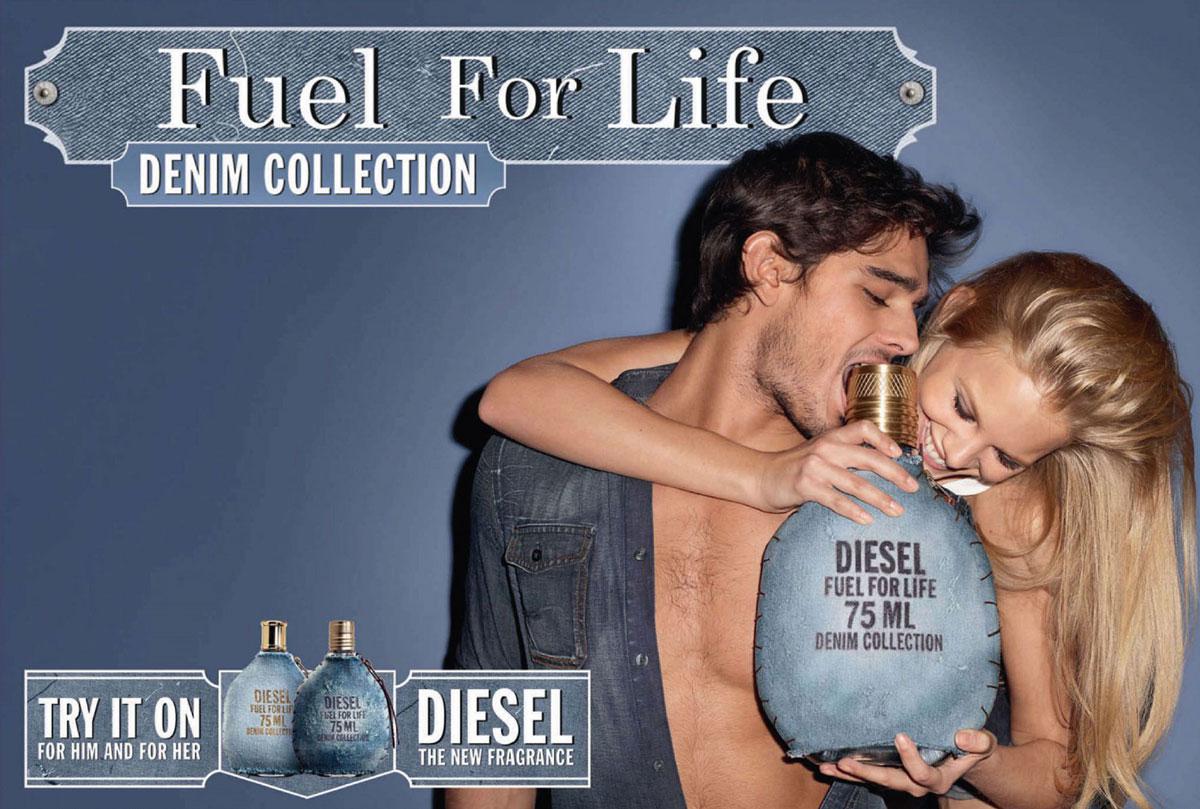 Fuel For Life
DENIM COLLECTION
DIESEL
FUEL FOR LIFE
75 ML
DENIM COLLECTION
TRY IT ON
FOR HIM AND FOR HER
DIESEL
FUEL FOR LIFE
75 ML
DENIM COLLECTION
DIESEL
FUEL FOR LIFE
75 ML
DENIM COLLECTION
DIESEL
THE NEW FRAGRANCE